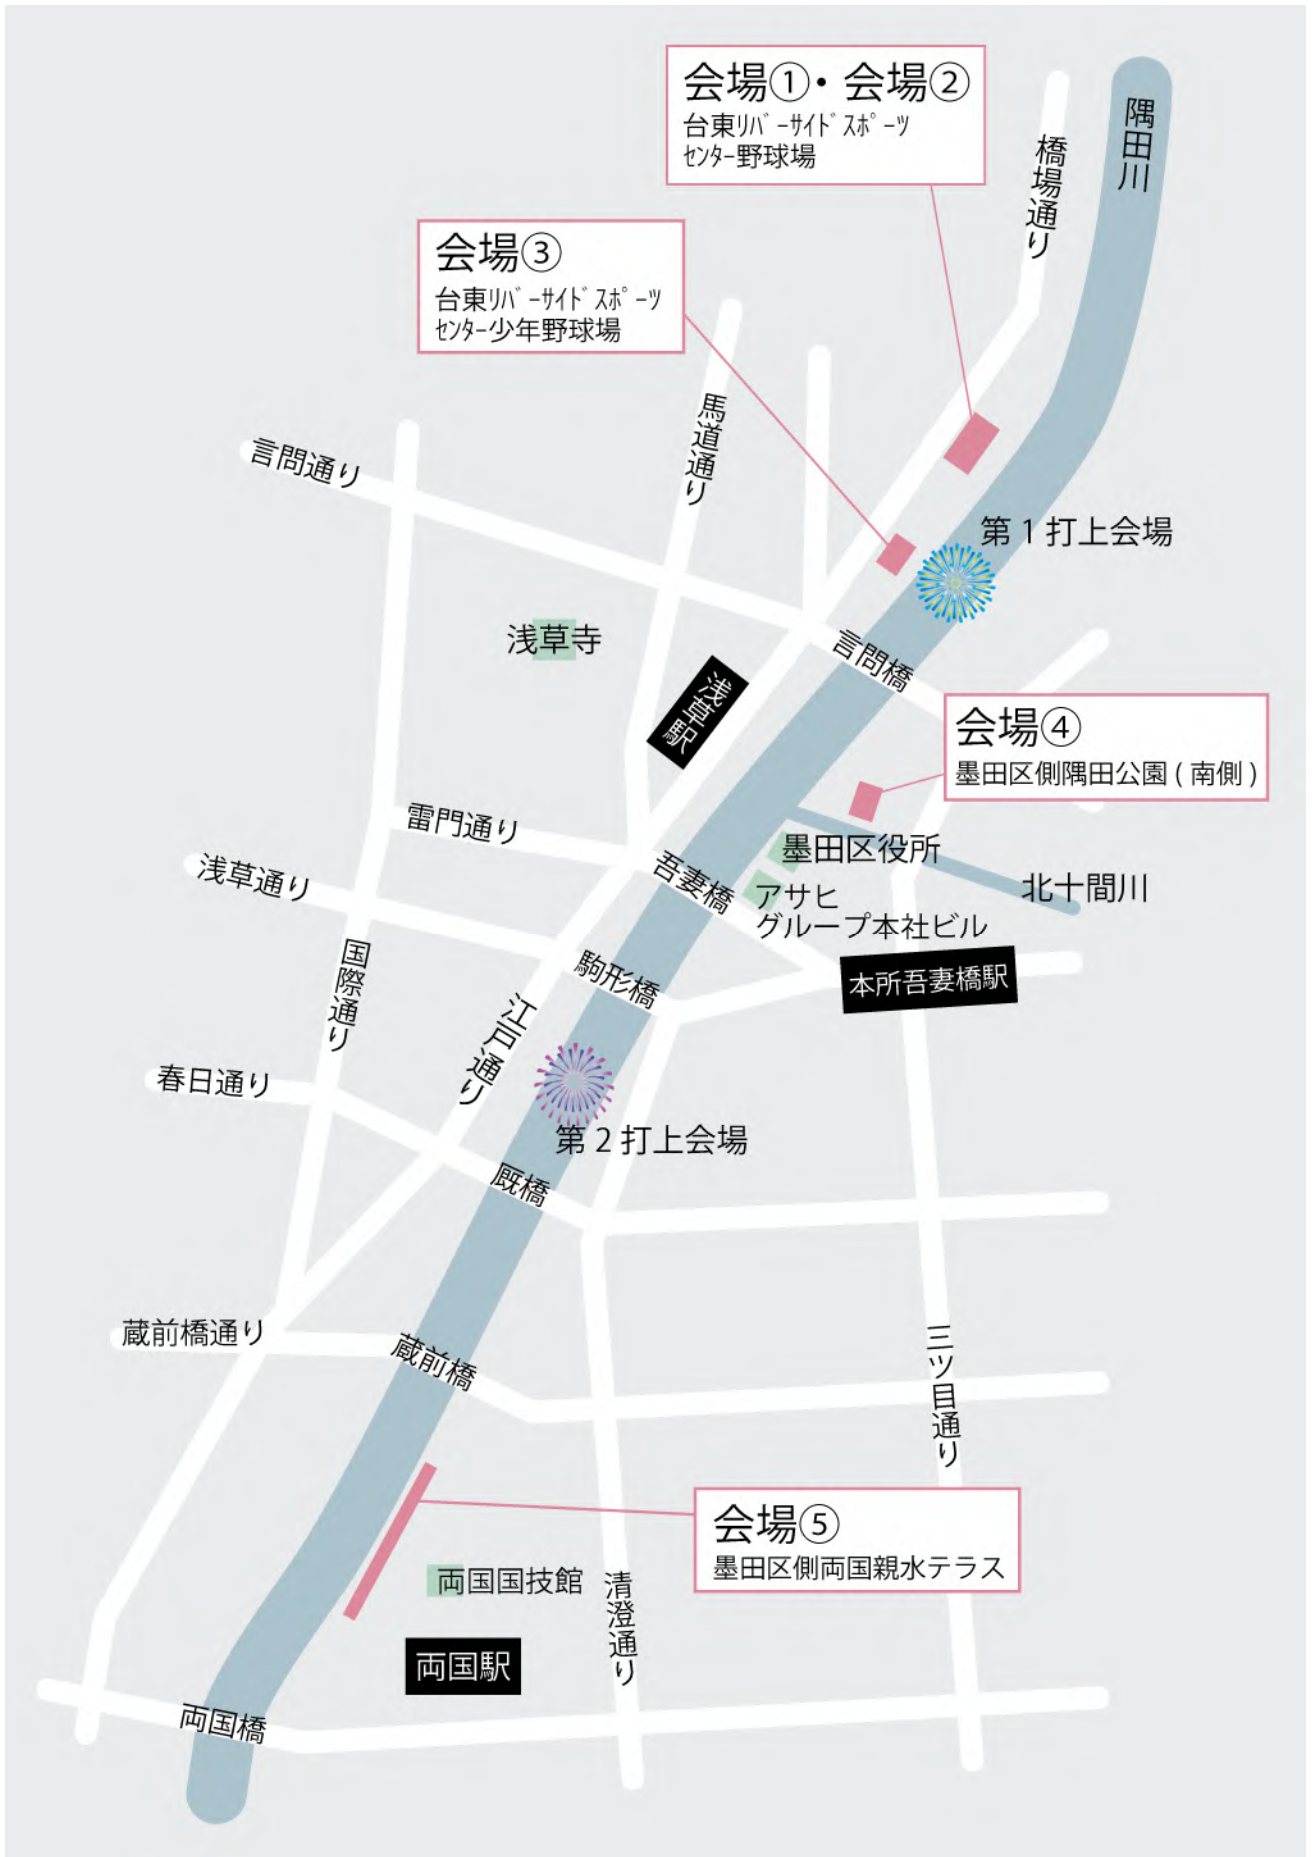 会場①・会場②
台東ﾘﾊﾞｰｻｲﾄﾞｽﾎﾟｰﾂ
ｾﾝﾀｰ野球場
隅田川
橋場通り
会場③
台東ﾘﾊﾞｰｻｲﾄﾞｽﾎﾟｰﾂ
ｾﾝﾀｰ少年野球場
馬道通り
言問通り
第1打上会場
浅草寺
言問橋
浅草駅
会場④
墨田区側隅田公園(南側)
雷門通り
墨田区役所
浅草通り
吾妻橋
アサヒ
グループ本社ビル
北十間川
国際通り
駒形橋
本所吾妻橋駅
江戸通り
春日通り
第2打上会場
厩橋
蔵前橋通り
蔵前橋
三ツ目通り
会場⑤
墨田区側両国親水テラス
両国国技館
清澄通り
両国駅
両国橋